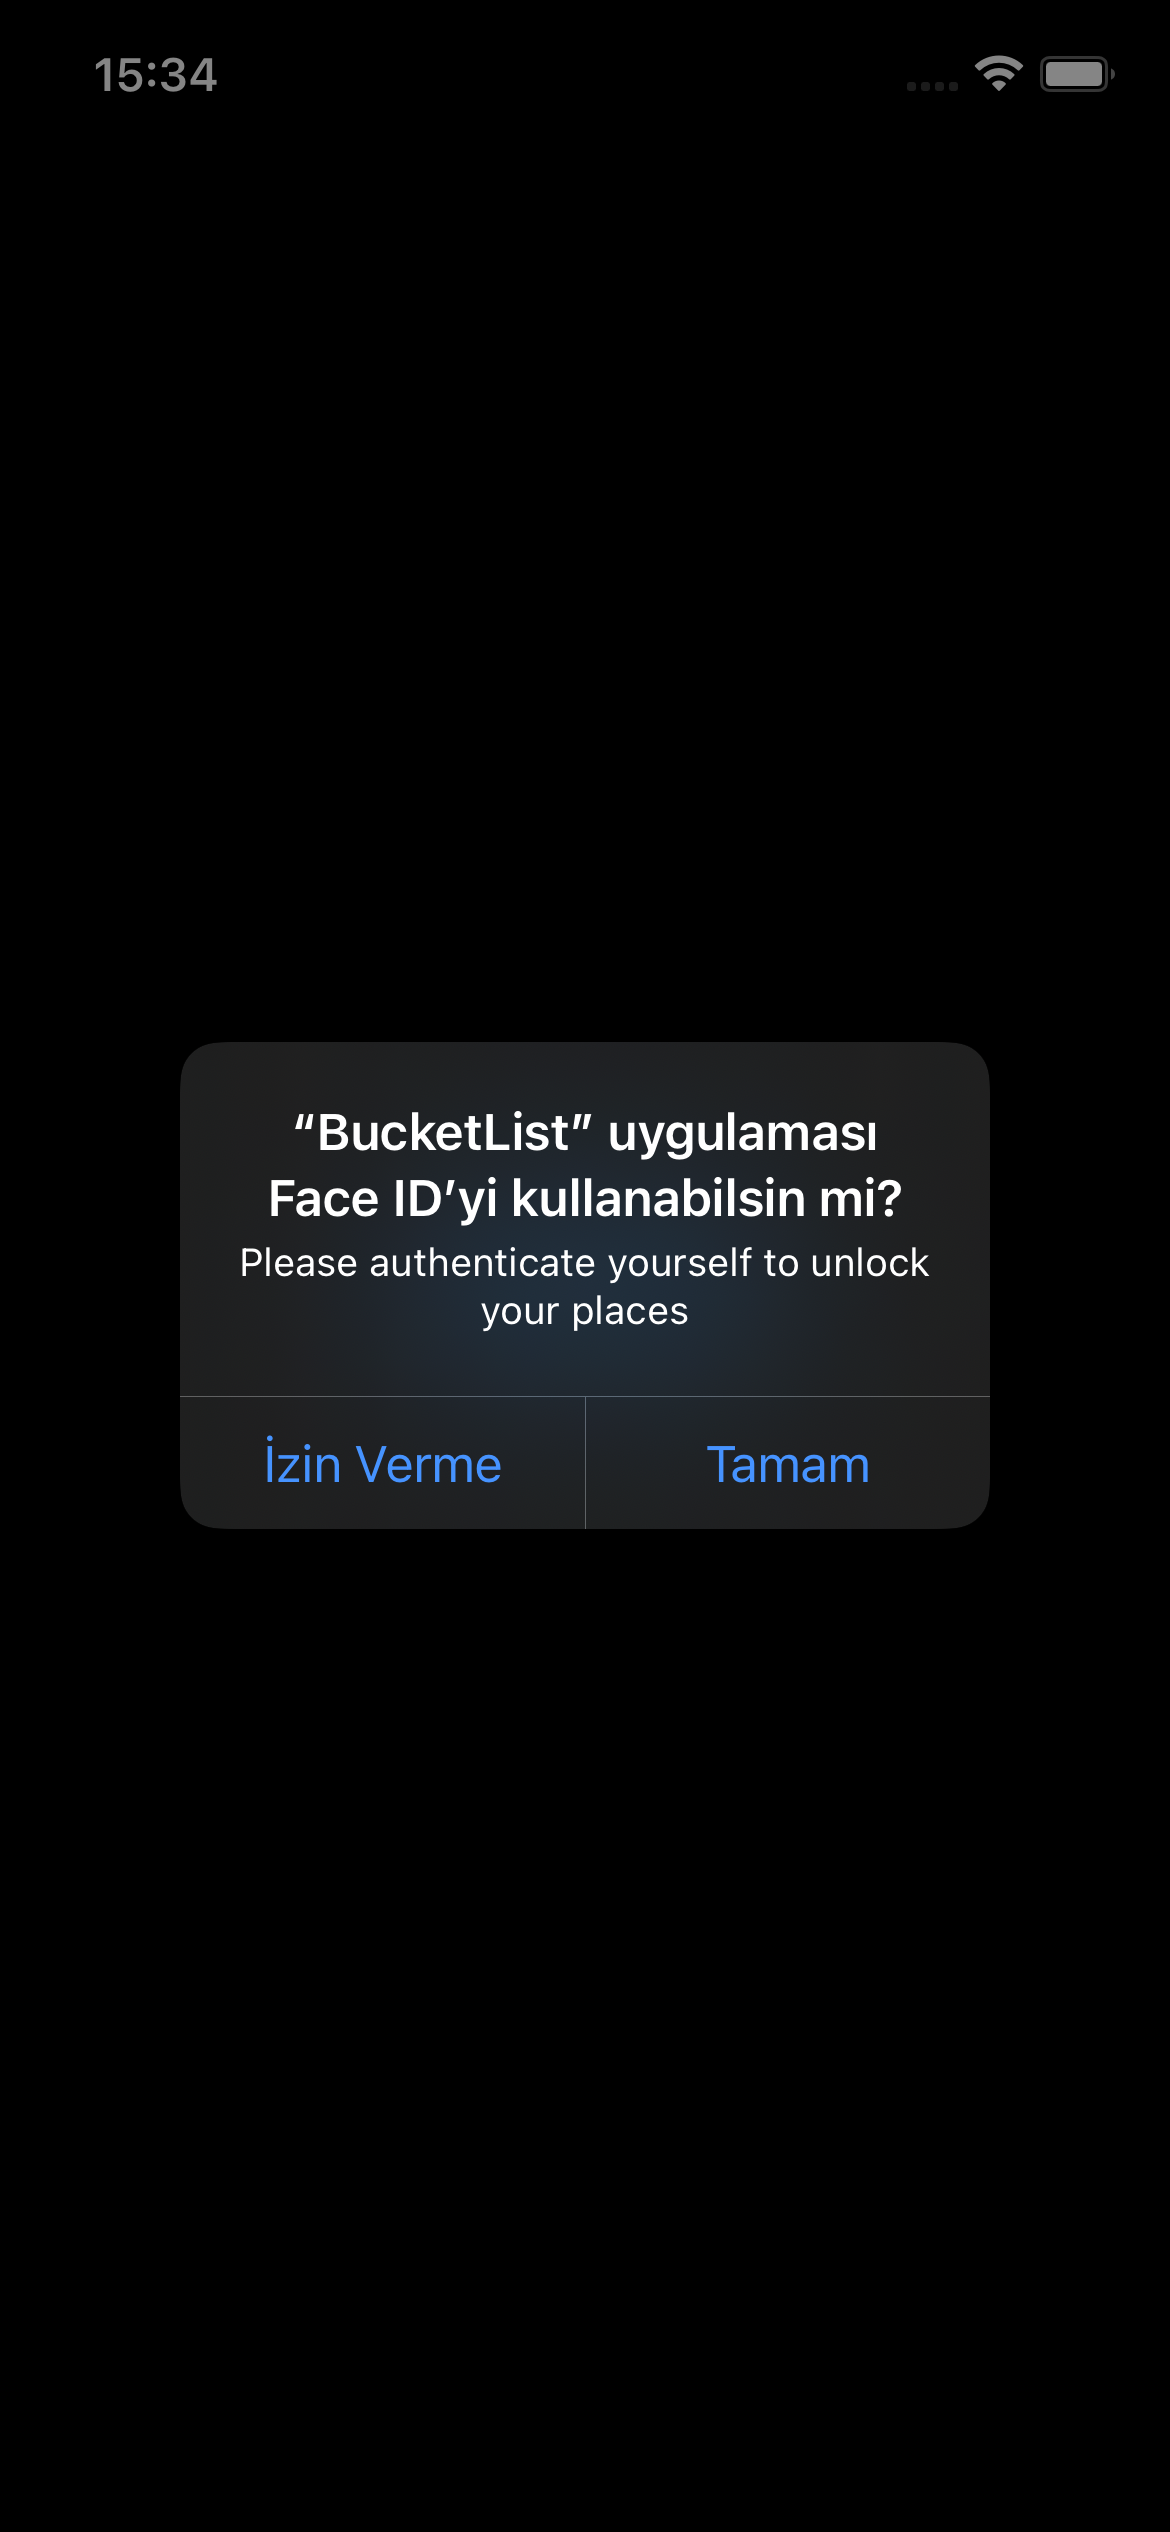 15:34
“BucketList” uygulaması
Face ID’yi kullanabilsin mi?
Please authenticate yourself to unlock
your places
İzin Verme
Tamam